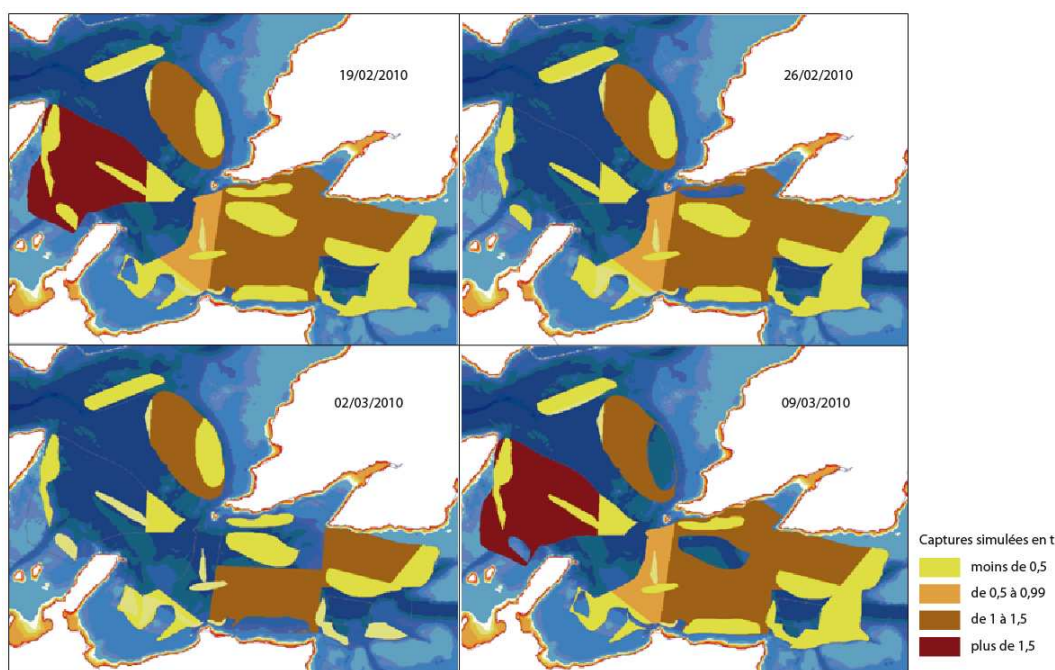 19/02/2010
26/02/2010
02/03/2010
09/03/2010
Captures simulées en t
moins de 0,5
de 0,5 à 0,99
de 1 à 1,5
plus de 1,5